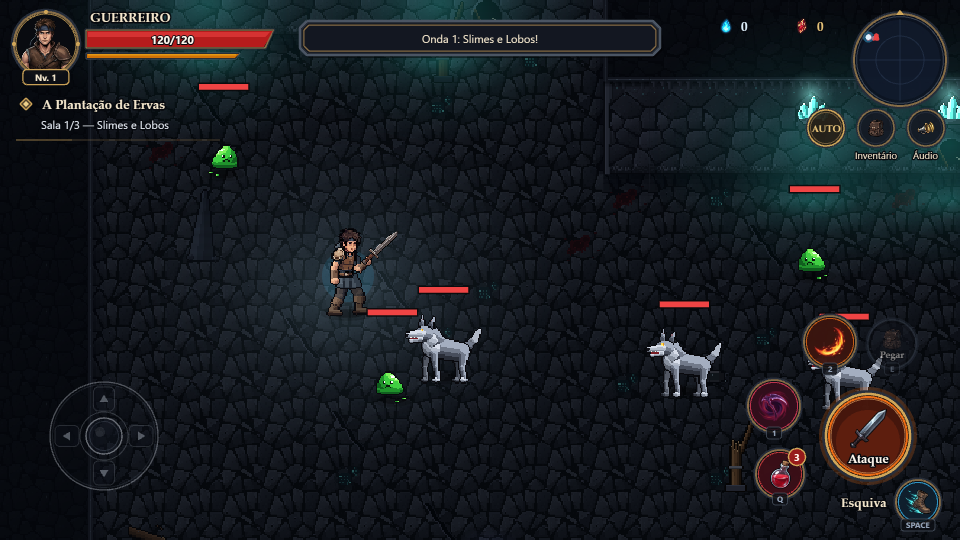 GUERREIRO
120/120
Nv. 1
Onda 1: Slimes e Lobos!
0
0
A Plantação de Ervas
Sala 1/3 — Slimes e Lobos
AUTO
Inventário
Áudio
2
Pegar
E
1
Ataque
3
Q
Esquiva
SPACE